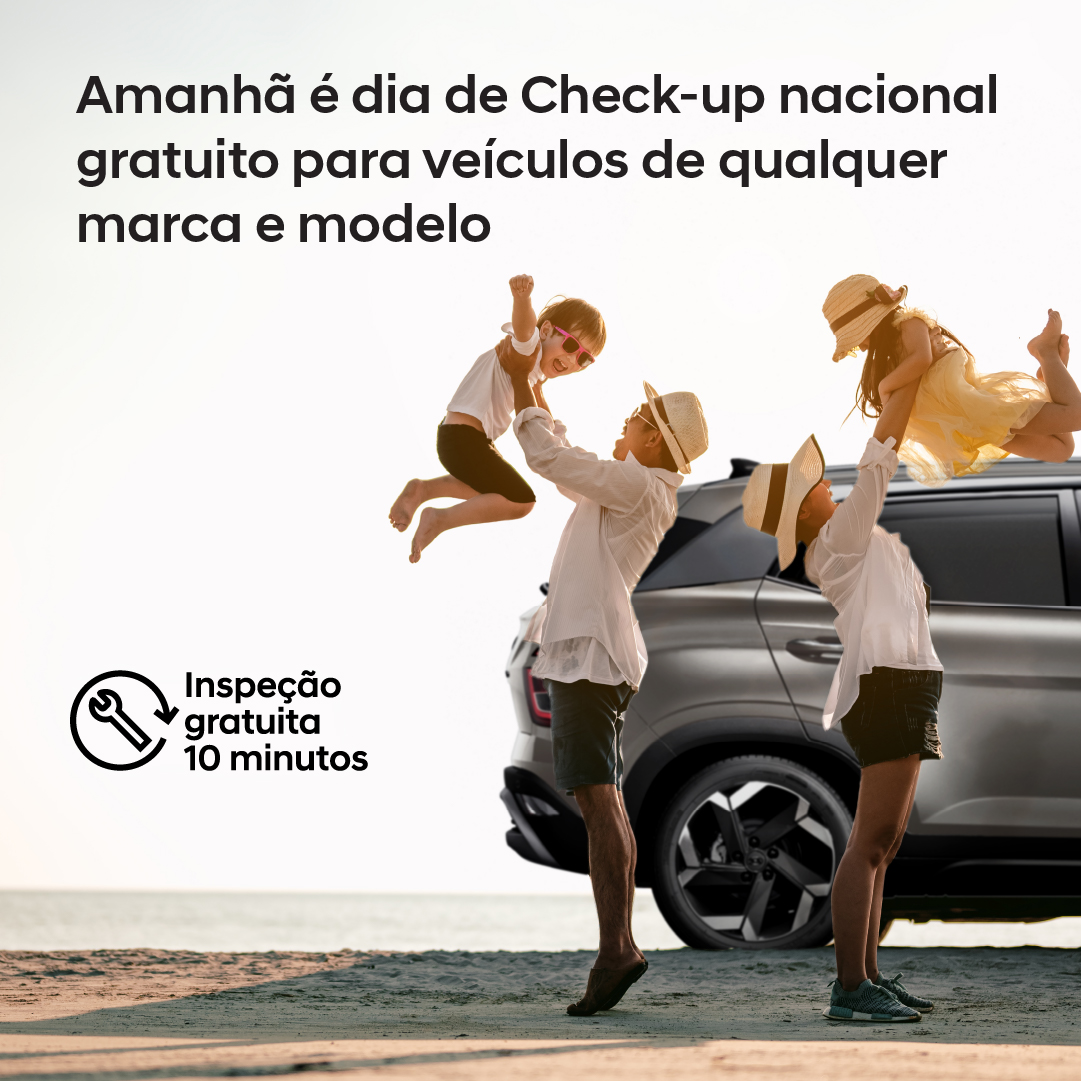 Amanhã é dia de Check-up nacional
gratuito para veículos de qualquer
marca e modelo
Inspeção
gratuita
10 minutos